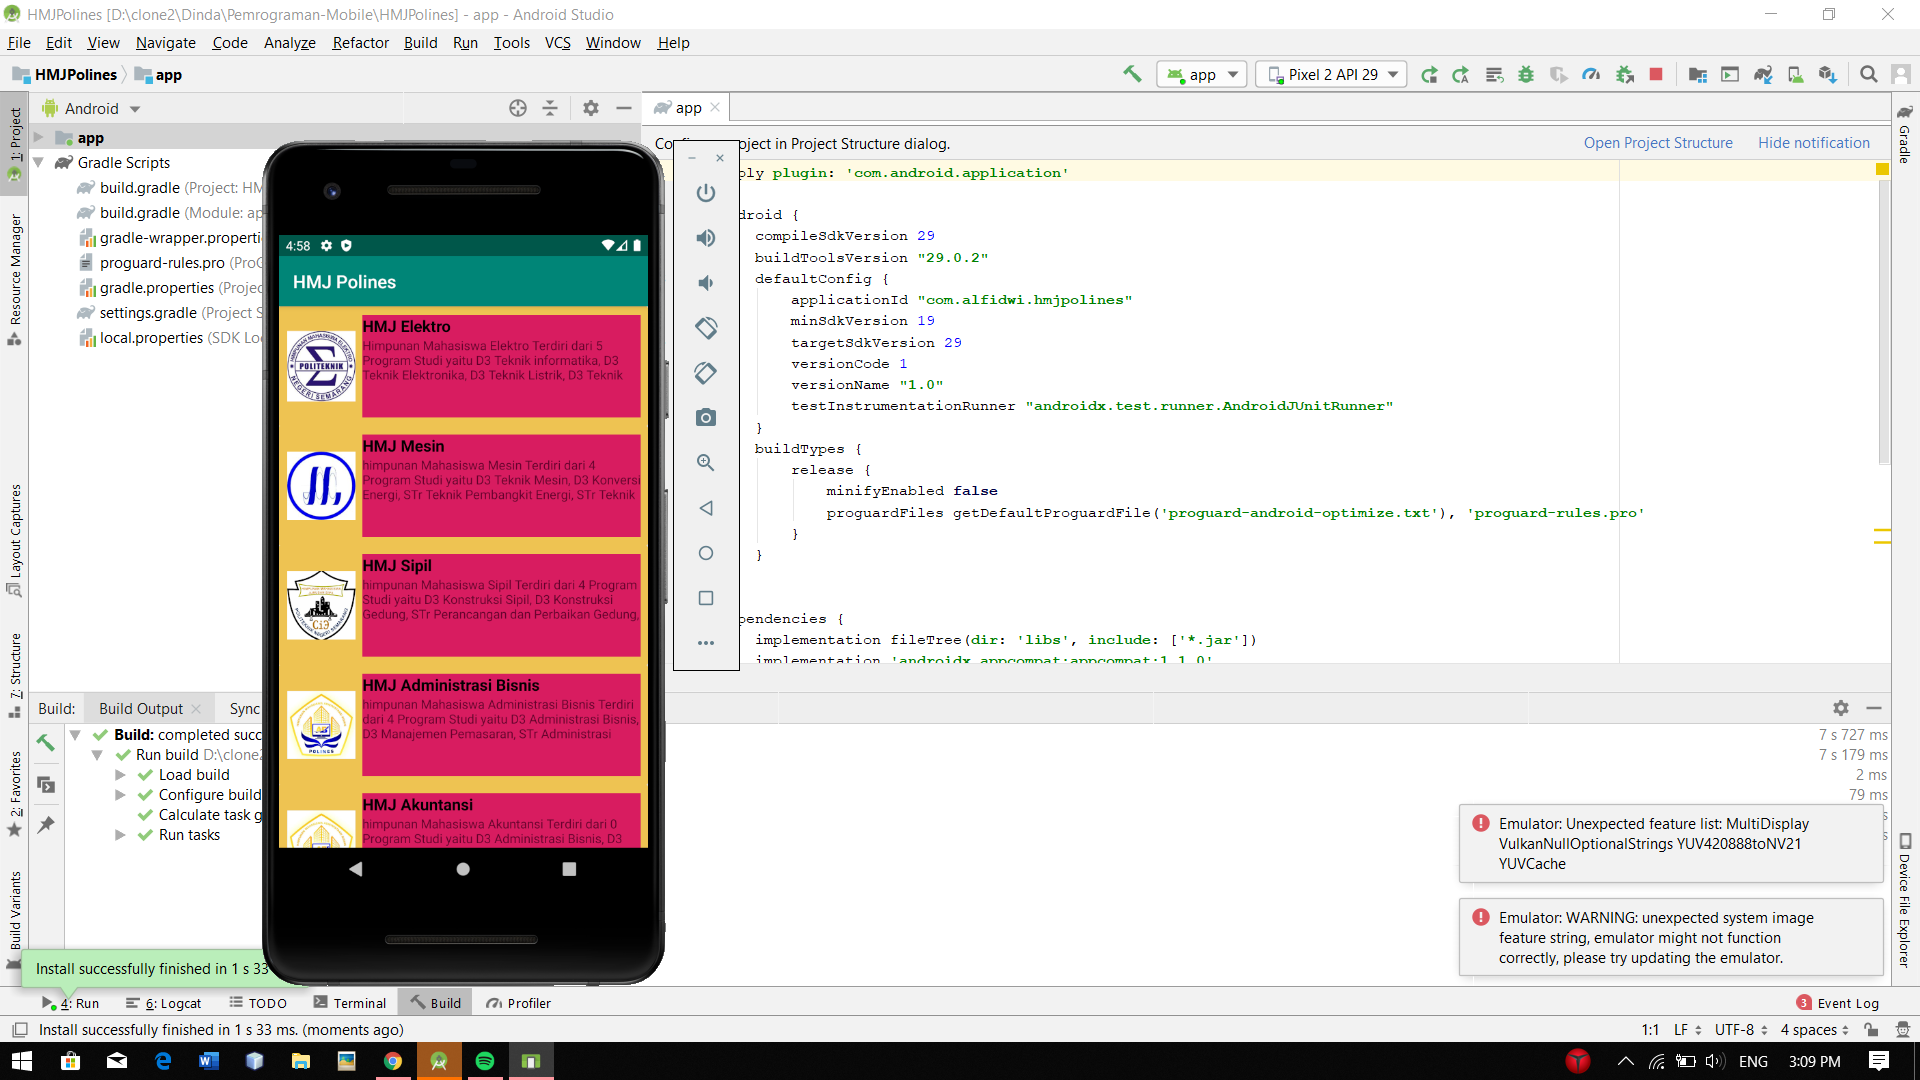 HMJPolines [D:\clone2\Dinda\Pemrograman-Mobile\HMJPolines] - app - Android Studio
File Edit View Navigate Code Analyze Refactor Build Run Tools VCS Window Help
HMJPolines app
app
Pixel 2 API 29
Android
app
app
Gradle Scripts
build.gradle (Project: HM
build.gradle (Module: ap
gradle-wrapper.properti
proguard-rules.pro (ProG
gradle.properties (Projec
settings.gradle (Project S
local.properties (SDK Lo
1: Project
Resource Manager
Layout Captures
7: Structure
2: Favorites
Build Variants
Gradle
Device File Explorer
oject in Project Structure dialog.
Open Project Structure
Hide notification
ply plugin: 'com.android.application'
droid {
compileSdkVersion 29
buildToolsVersion "29.0.2"
defaultConfig {
applicationId "com.alfidwi.hmjpolines"
minSdkVersion 19
targetSdkVersion 29
versionCode 1
versionName "1.0"
testInstrumentationRunner "androidx.test.runner.AndroidJUnitRunner"
}
buildTypes {
release {
minifyEnabled false
proguardFiles getDefaultProguardFile('proguard-android-optimize.txt'), 'proguard-rules.pro'
}
}
pendencies {
implementation fileTree(dir: 'libs', include: ['*.jar'])
implementation 'androidx.appcompat:appcompat:1.1.0'
4:58
HMJ Polines
HMJ Elektro
Himpunan Mahasiswa Elektro Terdiri dari 5
Program Studi yaitu D3 Teknik informatika, D3
Teknik Elektronika, D3 Teknik Listrik, D3 Teknik
HIMPUNAN MAHASISWA ELEKTRO
POLITEKNIK
NEGERI SEMARANG
HMJ Mesin
himpunan Mahasiswa Mesin Terdiri dari 4
Program Studi yaitu D3 Teknik Mesin, D3 Konversi
Energi, STr Teknik Pembangkit Energi, STr Teknik
HMJ Sipil
himpunan Mahasiswa Sipil Terdiri dari 4 Program
Studi yaitu D3 Konstruksi Sipil, D3 Konstruksi
Gedung, STr Perancangan dan Perbaikan Gedung,
HMJ Administrasi Bisnis
himpunan Mahasiswa Administrasi Bisnis Terdiri
dari 4 Program Studi yaitu D3 Administrasi Bisnis,
D3 Manajemen Pemasaran, STr Administrasi
POLINES
HMJ Akuntansi
himpunan Mahasiswa Akuntansi Terdiri dari 0
Program Studi yaitu D3 Administrasi Bisnis, D3
Build: Build Output Sync
Build: completed succ
7 s 727 ms
Run build D:\clone2
7 s 179 ms
Load build
2 ms
Configure build
79 ms
Calculate task g
Run tasks
Emulator: Unexpected feature list: MultiDisplay
VulkanNullOptionalStrings YUV420888toNV21
YUVCache
Emulator: WARNING: unexpected system image
feature string, emulator might not function
correctly, please try updating the emulator.
Install successfully finished in 1 s 33
4: Run 6: Logcat TODO Terminal Build Profiler
3 Event Log
Install successfully finished in 1 s 33 ms. (moments ago)
1:1 LF UTF-8 4 spaces
ENG 3:09 PM